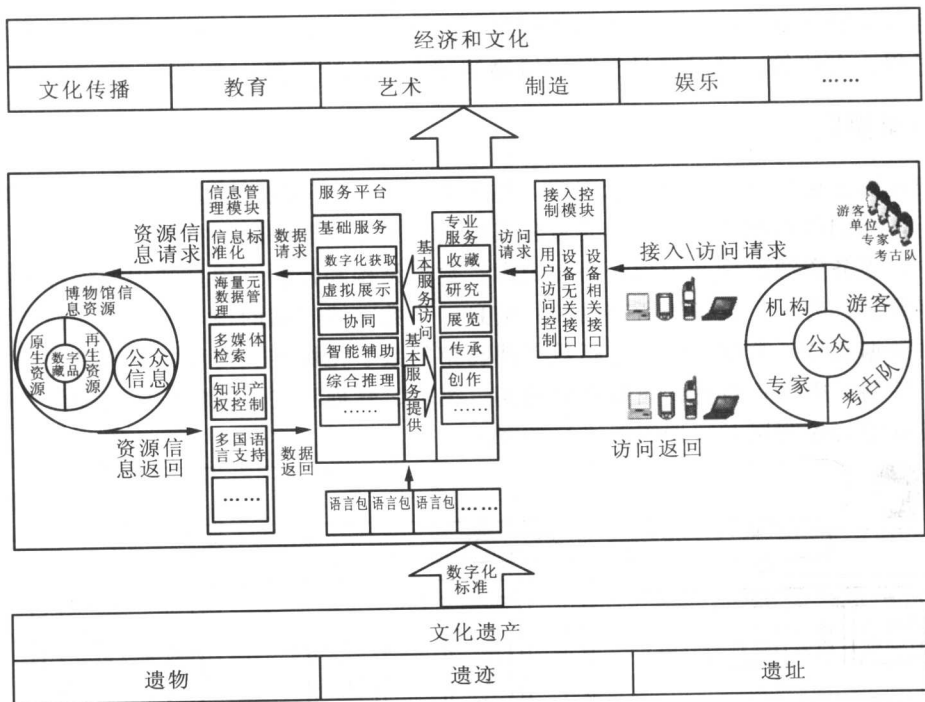 经济和文化
文化传播
教育
艺术
制造
娱乐
……
信息管
理模块
信息标
准化
海量元
数据管
理
多媒体
检索
知识产
权控制
多国语
言支持
……
服务平台
基础服务
数字化获取
虚拟展示
协同
智能辅助
综合推理
……
基本服务访问
基本服务提供
专业
服务
收藏
研究
展览
传承
创作
……
接入控
制模块
用户访问控制
设备无关接口
设备相关接口
游客
单位
专家
考古队
资源信
息请求
数据
请求
访问
请求
接入\访问请求
博物馆信
息资源
原生资源
数字
藏品
再生资源
公众
信息
机构
游客
公众
专家
考古队
资源信
息返回
数据
返回
访问返回
语言包
语言包
语言包
……
数字化
标准
文化遗产
遗物
遗迹
遗址